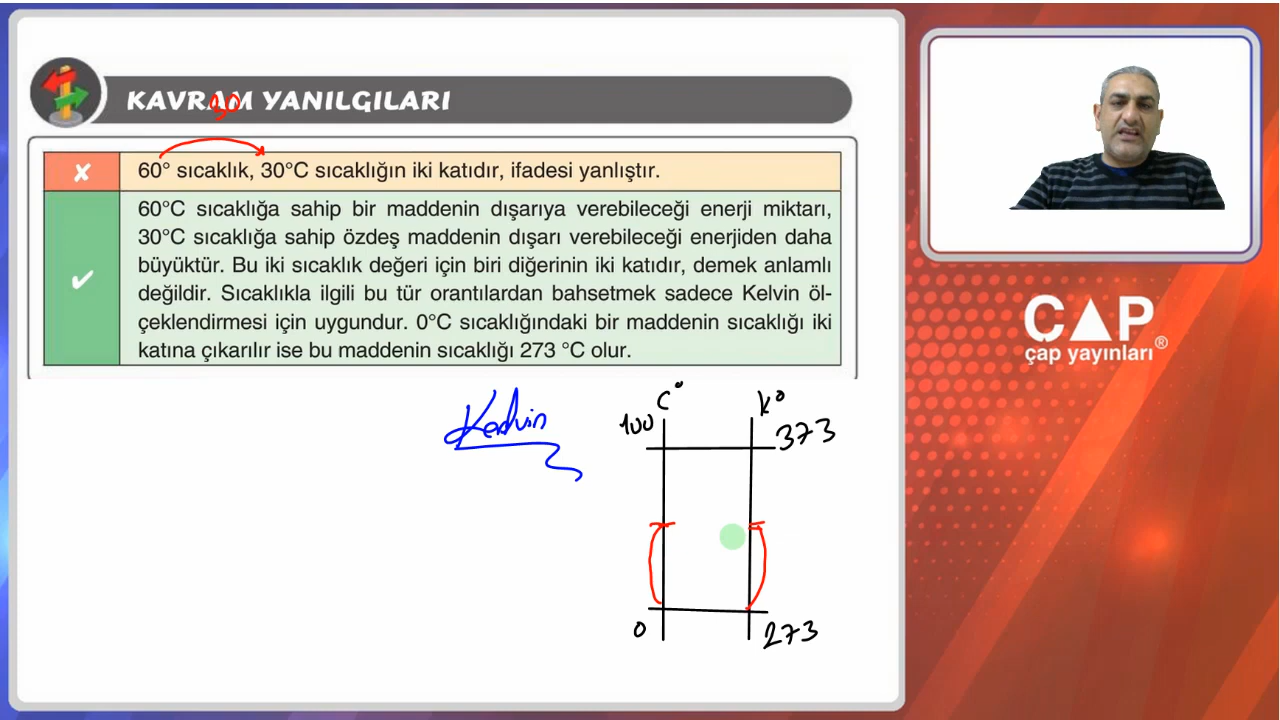 KAVRAM YANILGILARI
30
60° sıcaklık, 30°C sıcaklığın iki katıdır, ifadesi yanlıştır.
60°C sıcaklığa sahip bir maddenin dışarıya verebileceği enerji miktarı,
30°C sıcaklığa sahip özdeş maddenin dışarı verebileceği enerjiden daha
büyüktür. Bu iki sıcaklık değeri için biri diğerinin iki katıdır, demek anlamlı
değildir. Sıcaklıkla ilgili bu tür orantılardan bahsetmek sadece Kelvin öl-
çeklendirmesi için uygundur. 0°C sıcaklığındaki bir maddenin sıcaklığı iki
katına çıkarılır ise bu maddenin sıcaklığı 273 °C olur.
Kelvin
C° K°
100 373
0 273
ÇAP
çap yayınları®